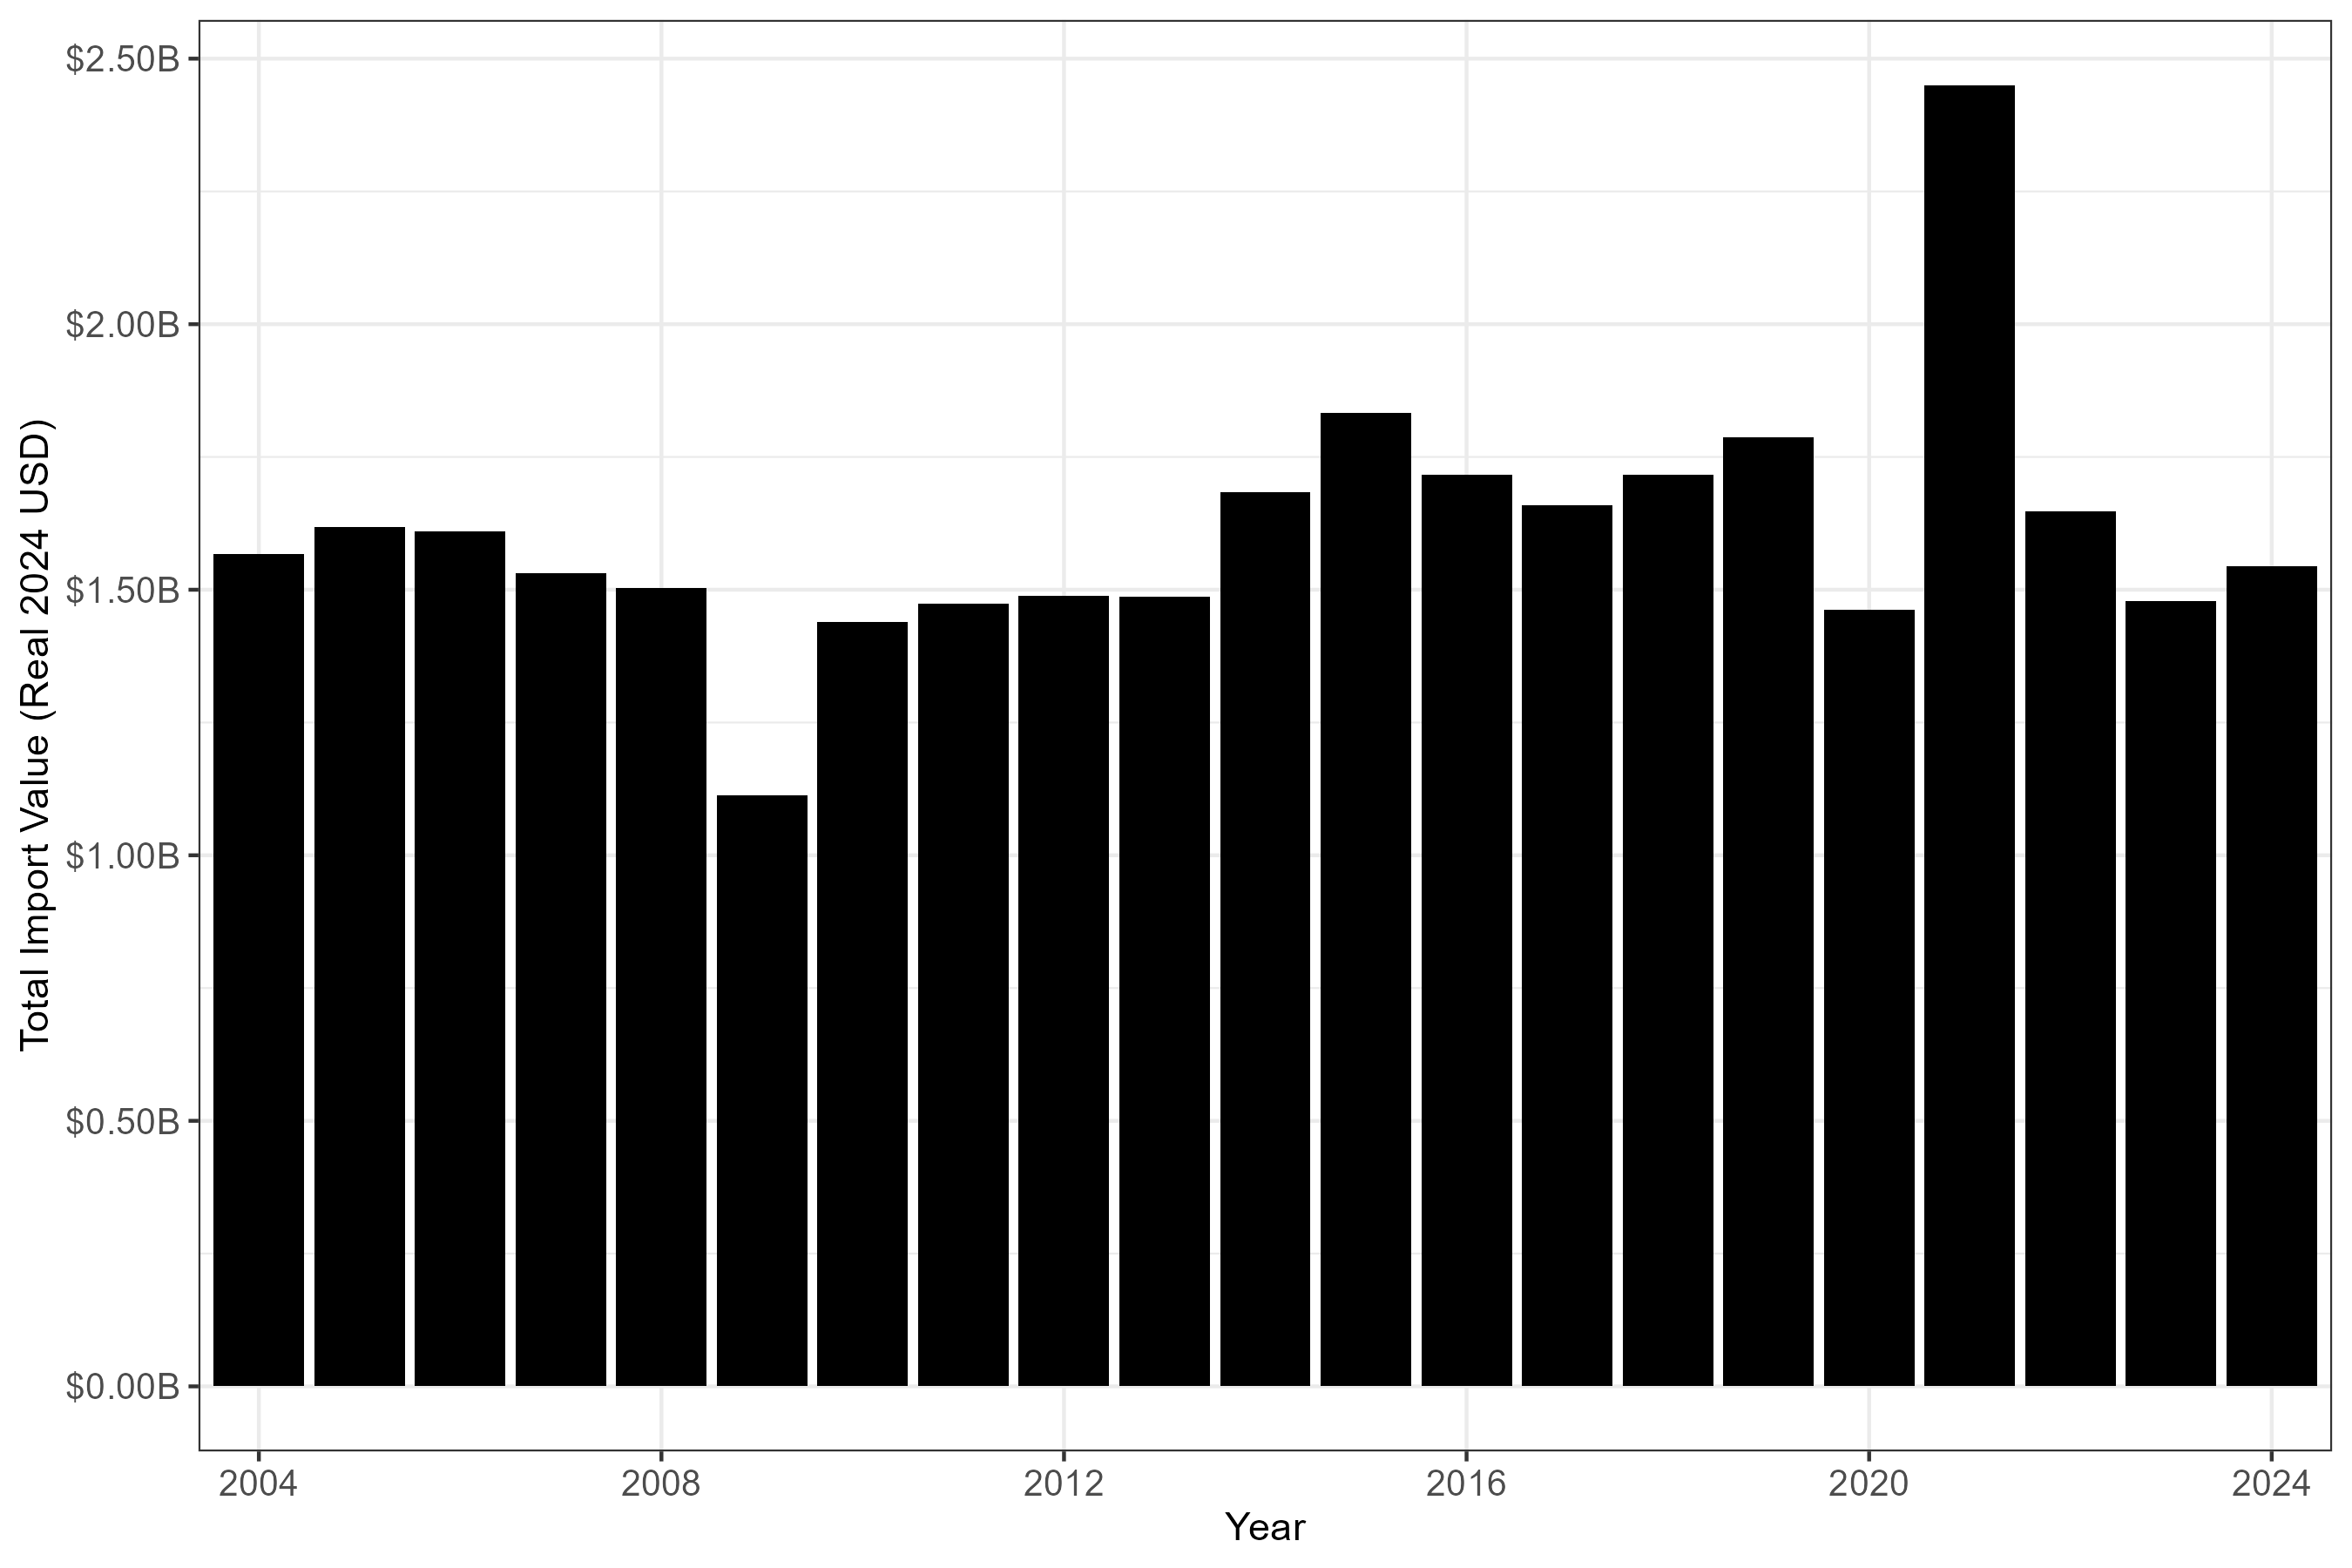 Total Import Value (Real 2024 USD)
$2.50B
$2.00B
$1.50B
$1.00B
$0.50B
$0.00B
2004 2008 2012 2016 2020 2024
Year